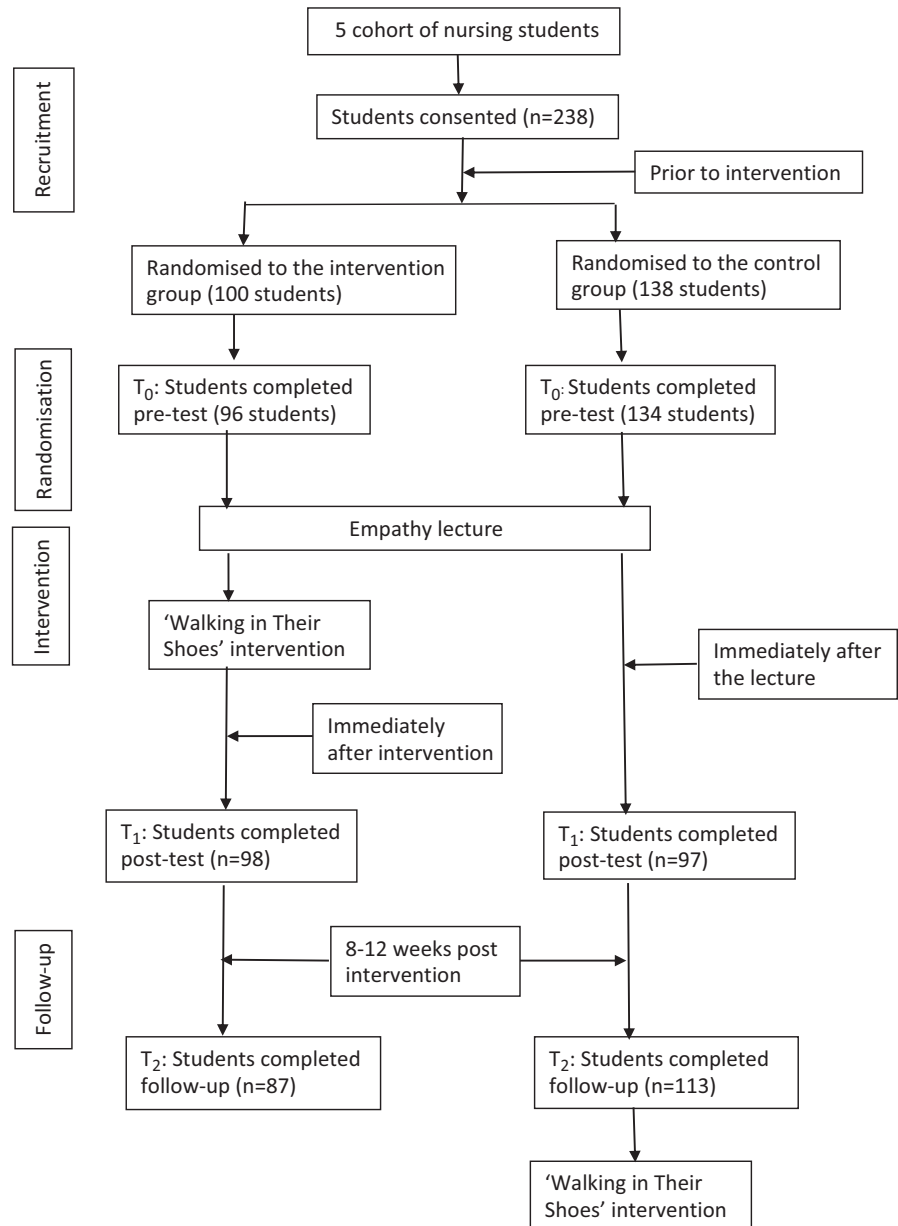 5 cohort of nursing students
Recruitment
Students consented (n=238)
Prior to intervention
Randomised to the intervention
group (100 students)
Randomised to the control
group (138 students)
Randomisation
T0: Students completed
pre-test (96 students)
T0: Students completed
pre-test (134 students)
Empathy lecture
Intervention
‘Walking in Their
Shoes’ intervention
Immediately after
the lecture
Immediately
after intervention
T1: Students completed
post-test (n=98)
T1: Students completed
post-test (n=97)
Follow-up
8-12 weeks post
intervention
T2: Students completed
follow-up (n=87)
T2: Students completed
follow-up (n=113)
‘Walking in Their
Shoes’ intervention